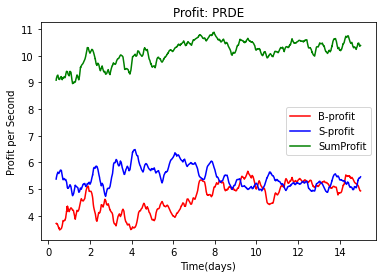 Profit: PRDE
11
10
9
8
7
6
5
4
Profit per Second
B-profit
S-profit
SumProfit
0 2 4 6 8 10 12 14
Time(days)